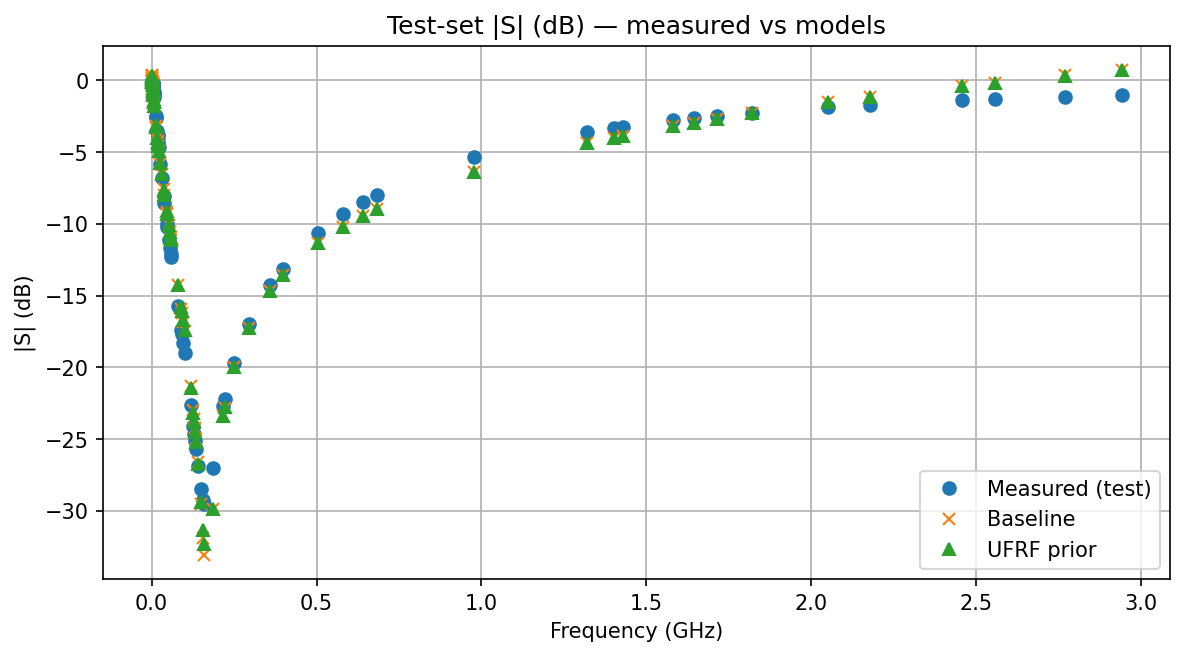 Test-set |S| (dB) — measured vs models
|S| (dB)
0
−5
−10
−15
−20
−25
−30
0.0
0.5
1.0
1.5
2.0
2.5
3.0
Frequency (GHz)
Measured (test)
Baseline
UFRF prior